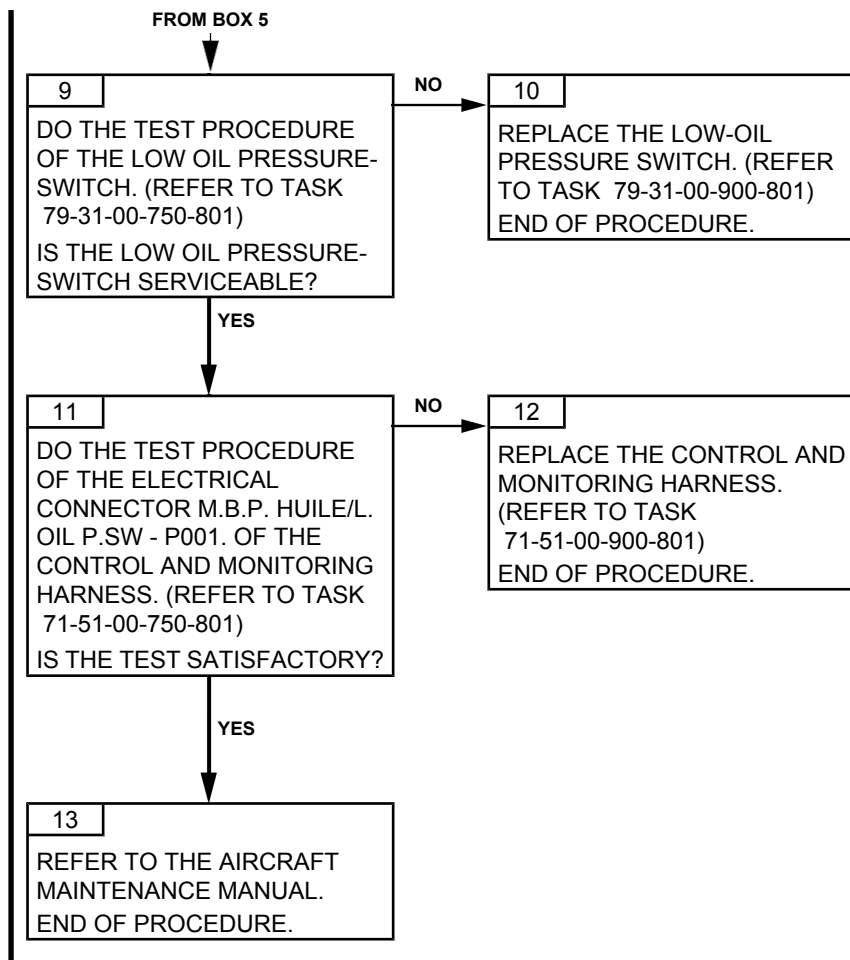 FROM BOX 5
9
DO THE TEST PROCEDURE
OF THE LOW OIL PRESSURE-
SWITCH. (REFER TO TASK
79-31-00-750-801)
IS THE LOW OIL PRESSURE-
SWITCH SERVICEABLE?
NO
10
REPLACE THE LOW-OIL
PRESSURE SWITCH. (REFER
TO TASK 79-31-00-900-801)
END OF PROCEDURE.
YES
11
DO THE TEST PROCEDURE
OF THE ELECTRICAL
CONNECTOR M.B.P. HUILE/L.
OIL P.SW - P001. OF THE
CONTROL AND MONITORING
HARNESS. (REFER TO TASK
71-51-00-750-801)
IS THE TEST SATISFACTORY?
NO
12
REPLACE THE CONTROL AND
MONITORING HARNESS.
(REFER TO TASK
71-51-00-900-801)
END OF PROCEDURE.
YES
13
REFER TO THE AIRCRAFT
MAINTENANCE MANUAL.
END OF PROCEDURE.